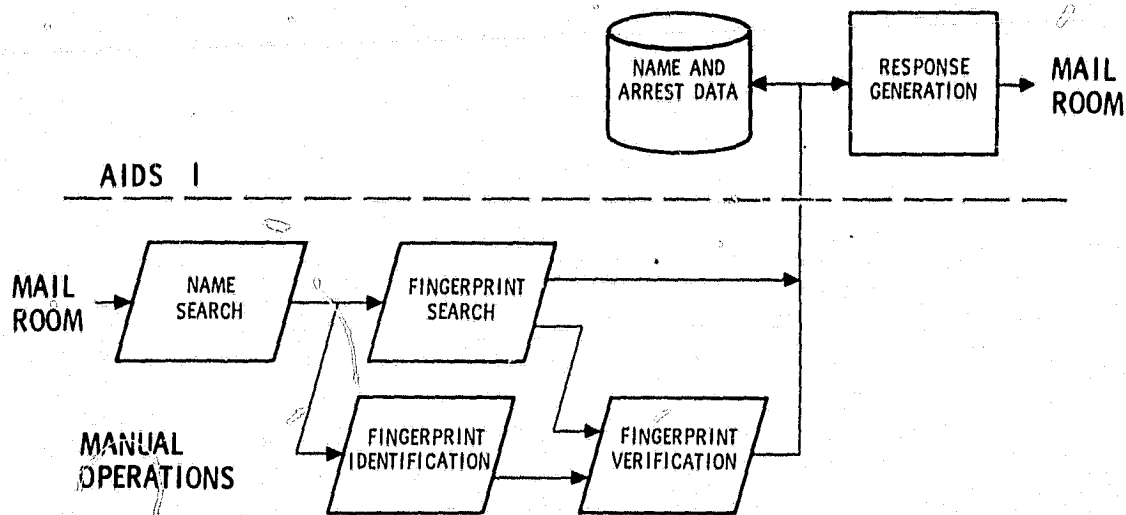 NAME AND
ARREST DATA
RESPONSE
GENERATION
MAIL
ROOM
AIDS I
MAIL
ROOM
NAME
SEARCH
FINGERPRINT
SEARCH
MANUAL
OPERATIONS
FINGERPRINT
IDENTIFICATION
FINGERPRINT
VERIFICATION